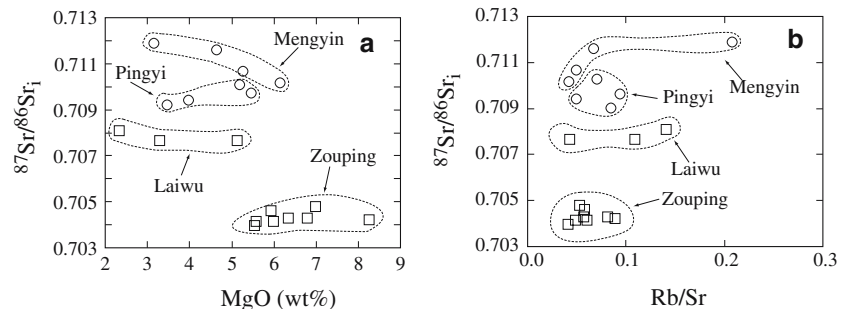 0.713
0.711
0.709
0.707
0.705
0.703
87Sr/86Sri
Mengyin
a
Pingyi
Laiwu
Zouping
2 3 4 5 6 7 8 9
MgO (wt%)
0.713
0.711
0.709
0.707
0.705
0.703
87Sr/86Sri
b
Mengyin
Pingyi
Laiwu
Zouping
0.0 0.1 0.2 0.3
Rb/Sr